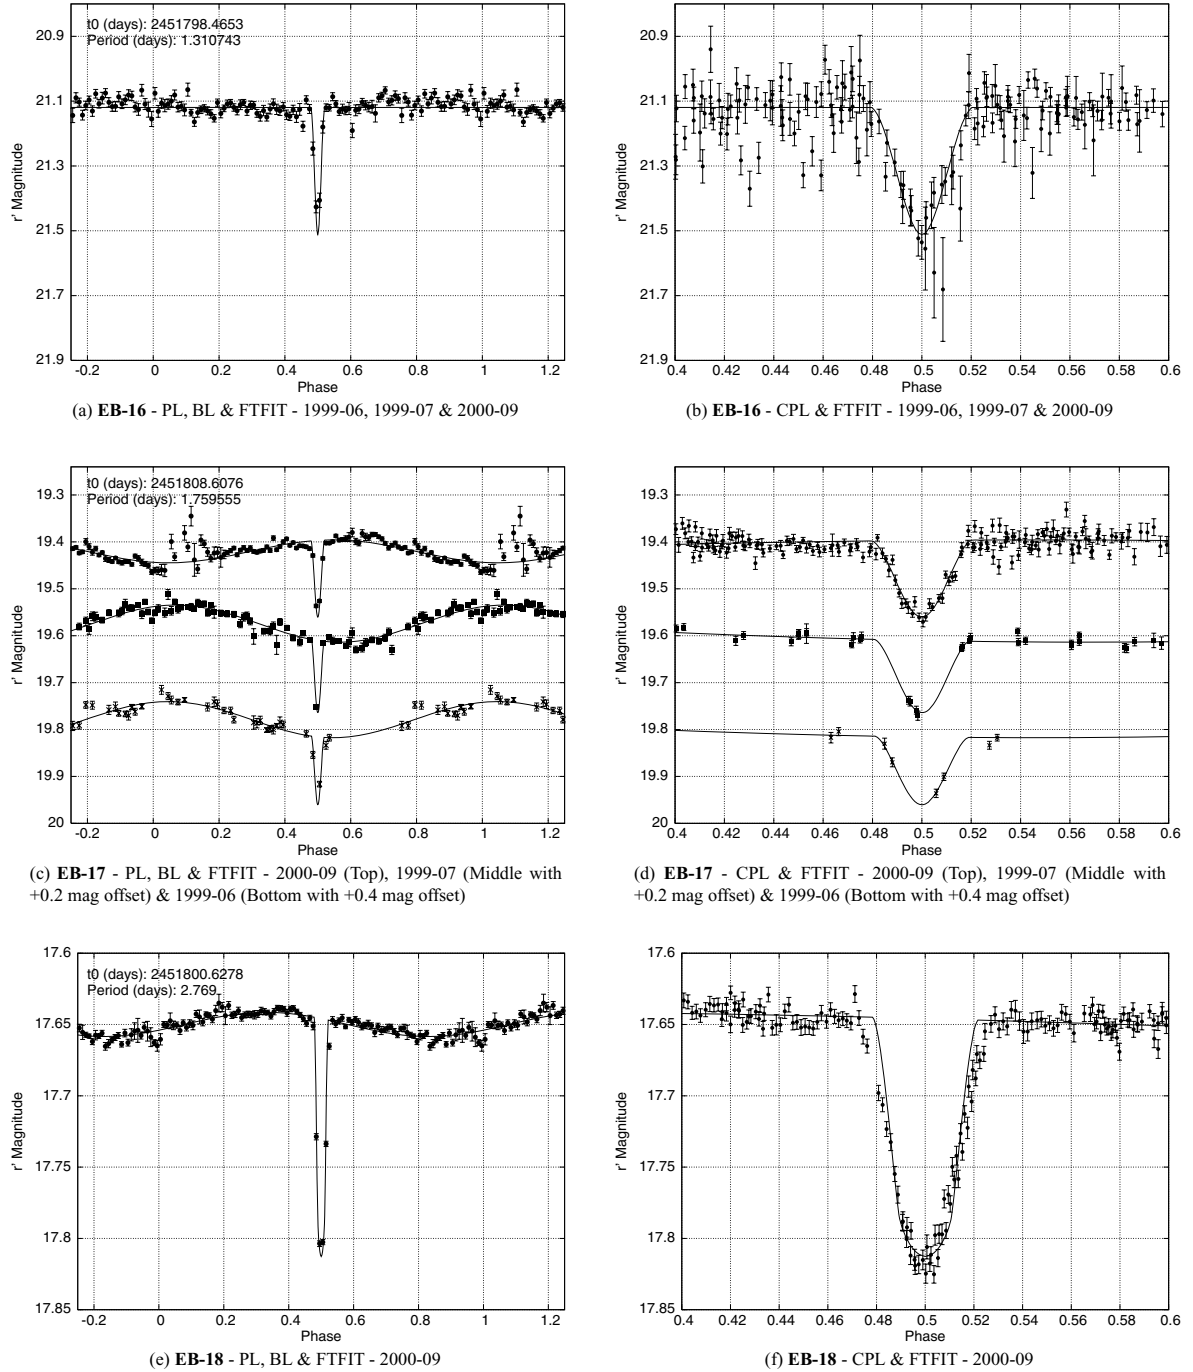 20.9
21.1
21.3
21.5
21.7
21.9
-0.2 0 0.2 0.4 0.6 0.8 1 1.2
r' Magnitude
Phase
t0 (days): 2451798.4653
Period (days): 1.310743
(a) EB-16 - PL, BL & FTFIT - 1999-06, 1999-07 & 2000-09
20.9
21.1
21.3
21.5
21.7
21.9
0.4 0.42 0.44 0.46 0.48 0.5 0.52 0.54 0.56 0.58 0.6
r' Magnitude
Phase
(b) EB-16 - CPL & FTFIT - 1999-06, 1999-07 & 2000-09
19.3
19.4
19.5
19.6
19.7
19.8
19.9
20
-0.2 0 0.2 0.4 0.6 0.8 1 1.2
r' Magnitude
Phase
t0 (days): 2451808.6076
Period (days): 1.759555
(c) EB-17 - PL, BL & FTFIT - 2000-09 (Top), 1999-07 (Middle with
+0.2 mag offset) & 1999-06 (Bottom with +0.4 mag offset)
19.3
19.4
19.5
19.6
19.7
19.8
19.9
20
0.4 0.42 0.44 0.46 0.48 0.5 0.52 0.54 0.56 0.58 0.6
r' Magnitude
Phase
(d) EB-17 - CPL & FTFIT - 2000-09 (Top), 1999-07 (Middle with
+0.2 mag offset) & 1999-06 (Bottom with +0.4 mag offset)
17.6
17.65
17.7
17.75
17.8
17.85
-0.2 0 0.2 0.4 0.6 0.8 1 1.2
r' Magnitude
Phase
t0 (days): 2451800.6278
Period (days): 2.769
(e) EB-18 - PL, BL & FTFIT - 2000-09
17.6
17.65
17.7
17.75
17.8
17.85
0.4 0.42 0.44 0.46 0.48 0.5 0.52 0.54 0.56 0.58 0.6
r' Magnitude
Phase
(f) EB-18 - CPL & FTFIT - 2000-09